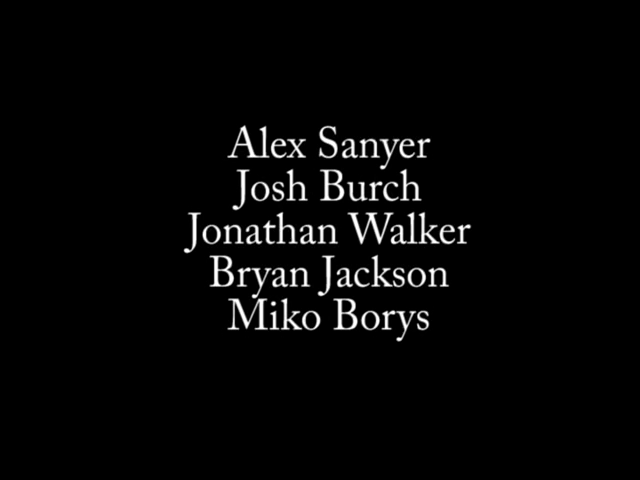 Alex Sanyer
Josh Burch
Jonathan Walker
Bryan Jackson
Miko Borys